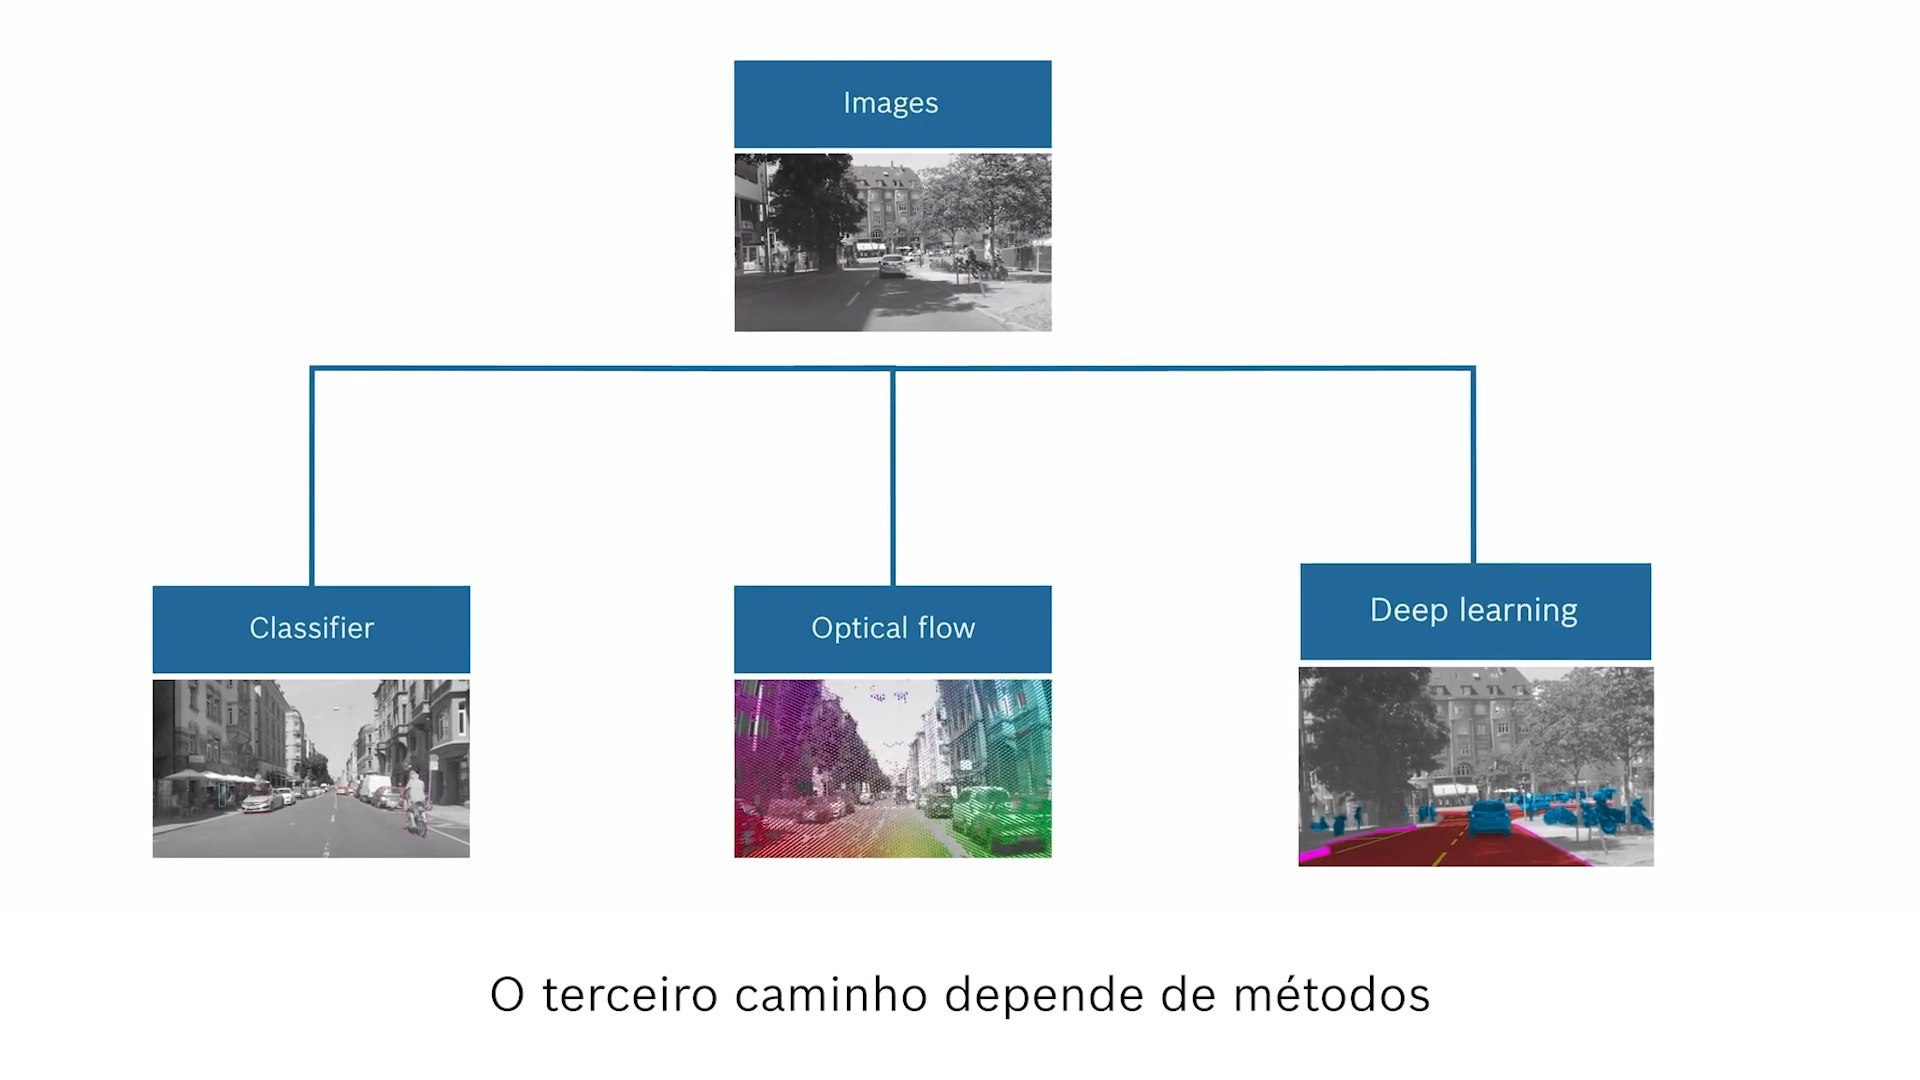 Images
Classifier
Optical flow
Deep learning
O terceiro caminho depende de métodos